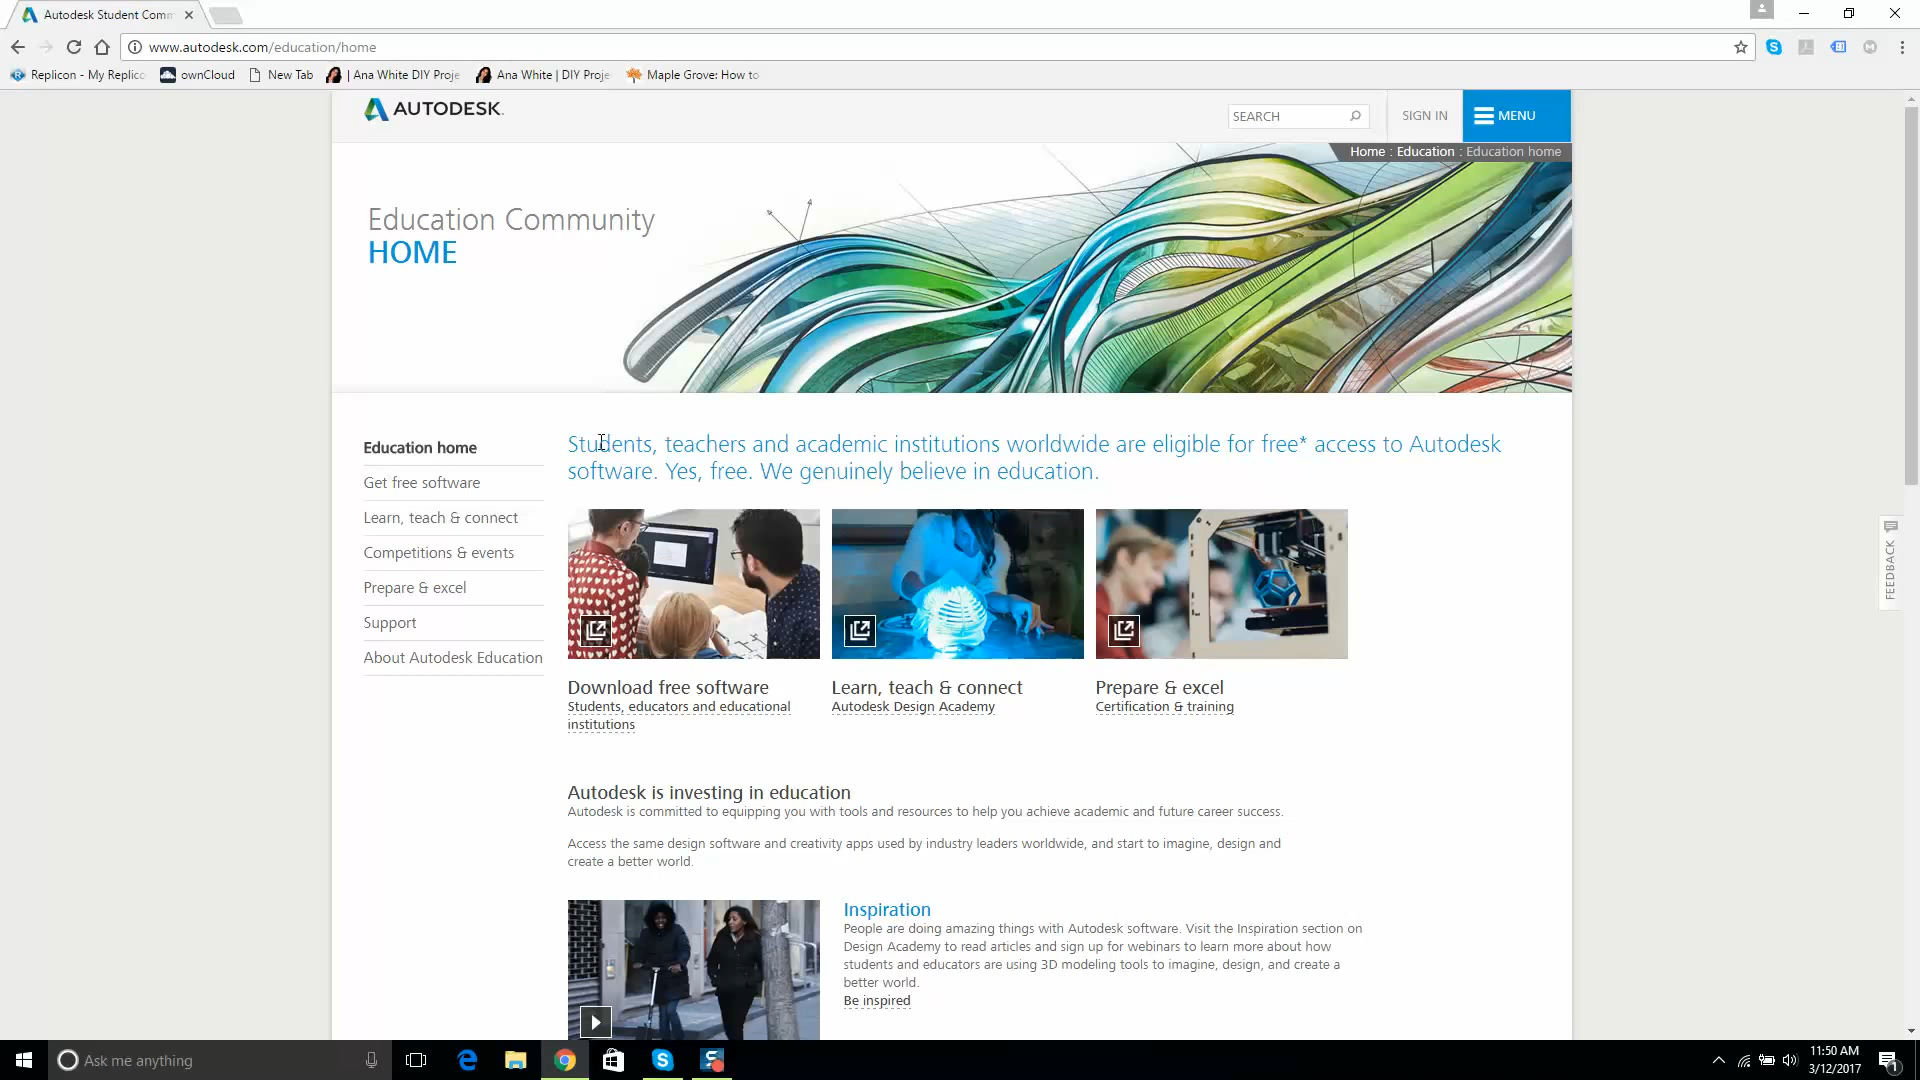 Autodesk Student Comm
www.autodesk.com/education/home
Replicon - My Replic
ownCloud
New Tab
| Ana White DIY Proje
Ana White | DIY Proje
Maple Grove: How to
AUTODESK.
SEARCH
SIGN IN
MENU
Home : Education : Education home
Education Community
HOME
Education home
Get free software
Learn, teach & connect
Competitions & events
Prepare & excel
Support
About Autodesk Education
Students, teachers and academic institutions worldwide are eligible for free* access to Autodesk
software. Yes, free. We genuinely believe in education.
Download free software
Students, educators and educational
institutions
Learn, teach & connect
Autodesk Design Academy
Prepare & excel
Certification & training
FEEDBACK
Autodesk is investing in education
Autodesk is committed to equipping you with tools and resources to help you achieve academic and future career success.
Access the same design software and creativity apps used by industry leaders worldwide, and start to imagine, design and
create a better world.
Inspiration
People are doing amazing things with Autodesk software. Visit the Inspiration section on
Design Academy to read articles and sign up for webinars to learn more about how
students and educators are using 3D modeling tools to imagine, design, and create a
better world.
Be inspired
Ask me anything
11:50 AM
3/12/2017
1